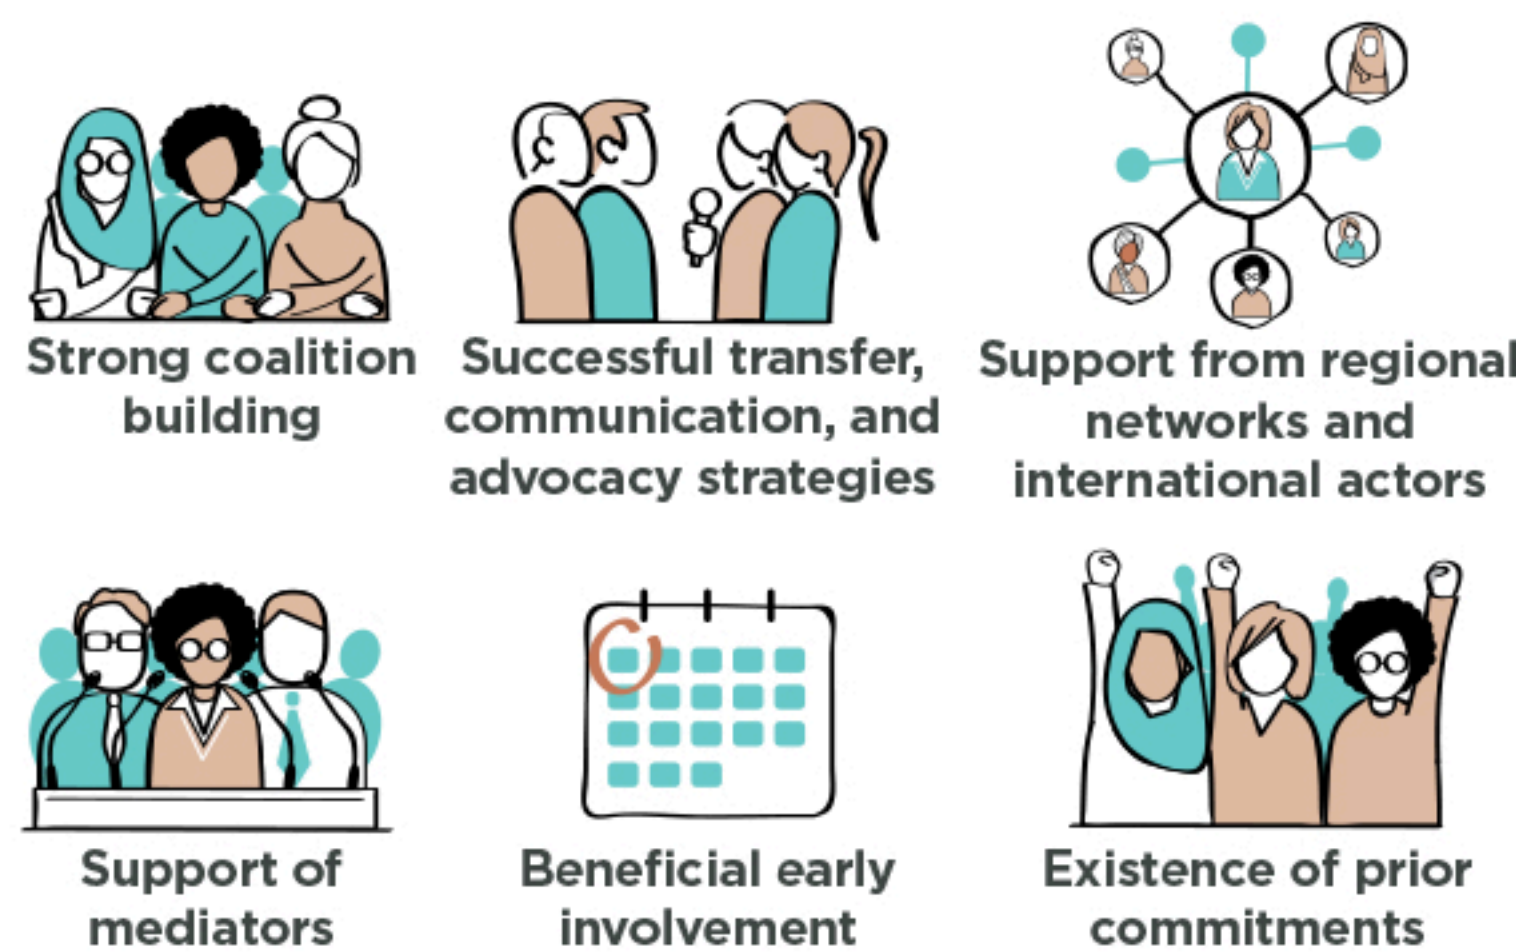 Strong coalition
building
Successful transfer,
communication, and
advocacy strategies
Support from regional
networks and
international actors
Support of
mediators
Beneficial early
involvement
Existence of prior
commitments